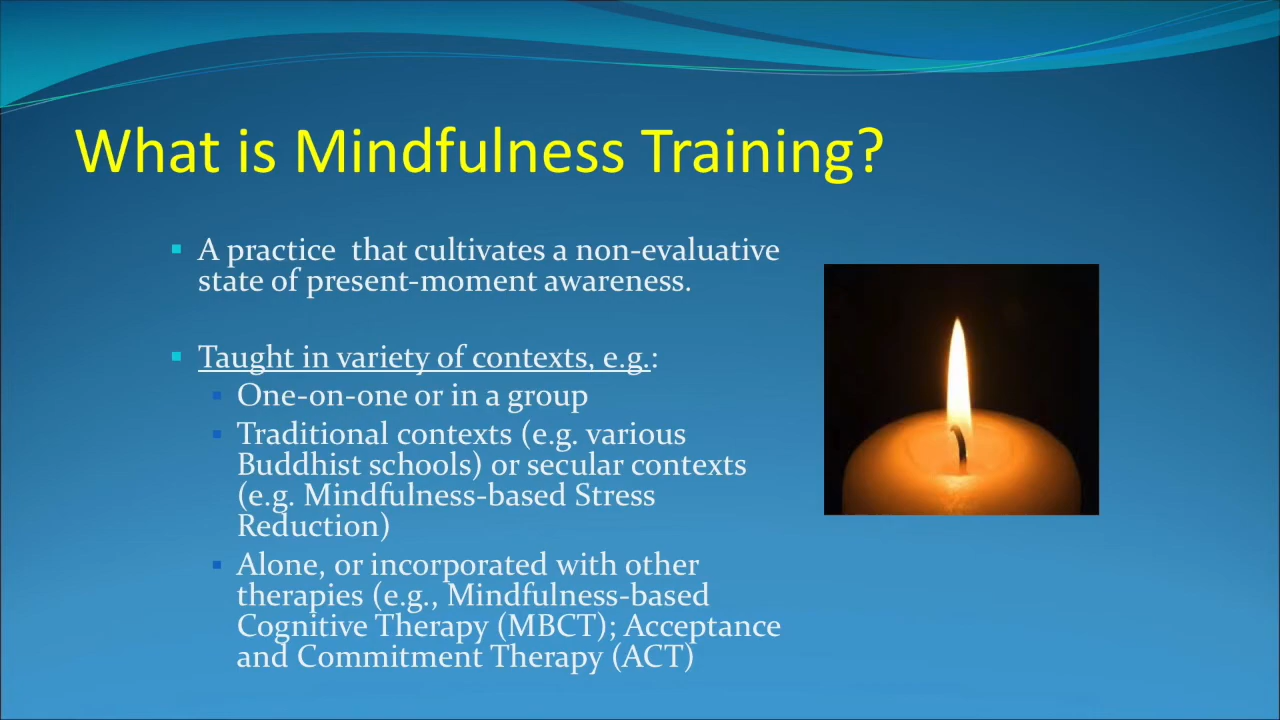 What is Mindfulness Training?
A practice  that cultivates a non-evaluative
state of present-moment awareness.
Taught in variety of contexts, e.g.:
One-on-one or in a group
Traditional contexts (e.g. various
Buddhist schools) or secular contexts
(e.g. Mindfulness-based Stress
Reduction)
Alone, or incorporated with other
therapies (e.g., Mindfulness-based
Cognitive Therapy (MBCT); Acceptance
and Commitment Therapy (ACT)